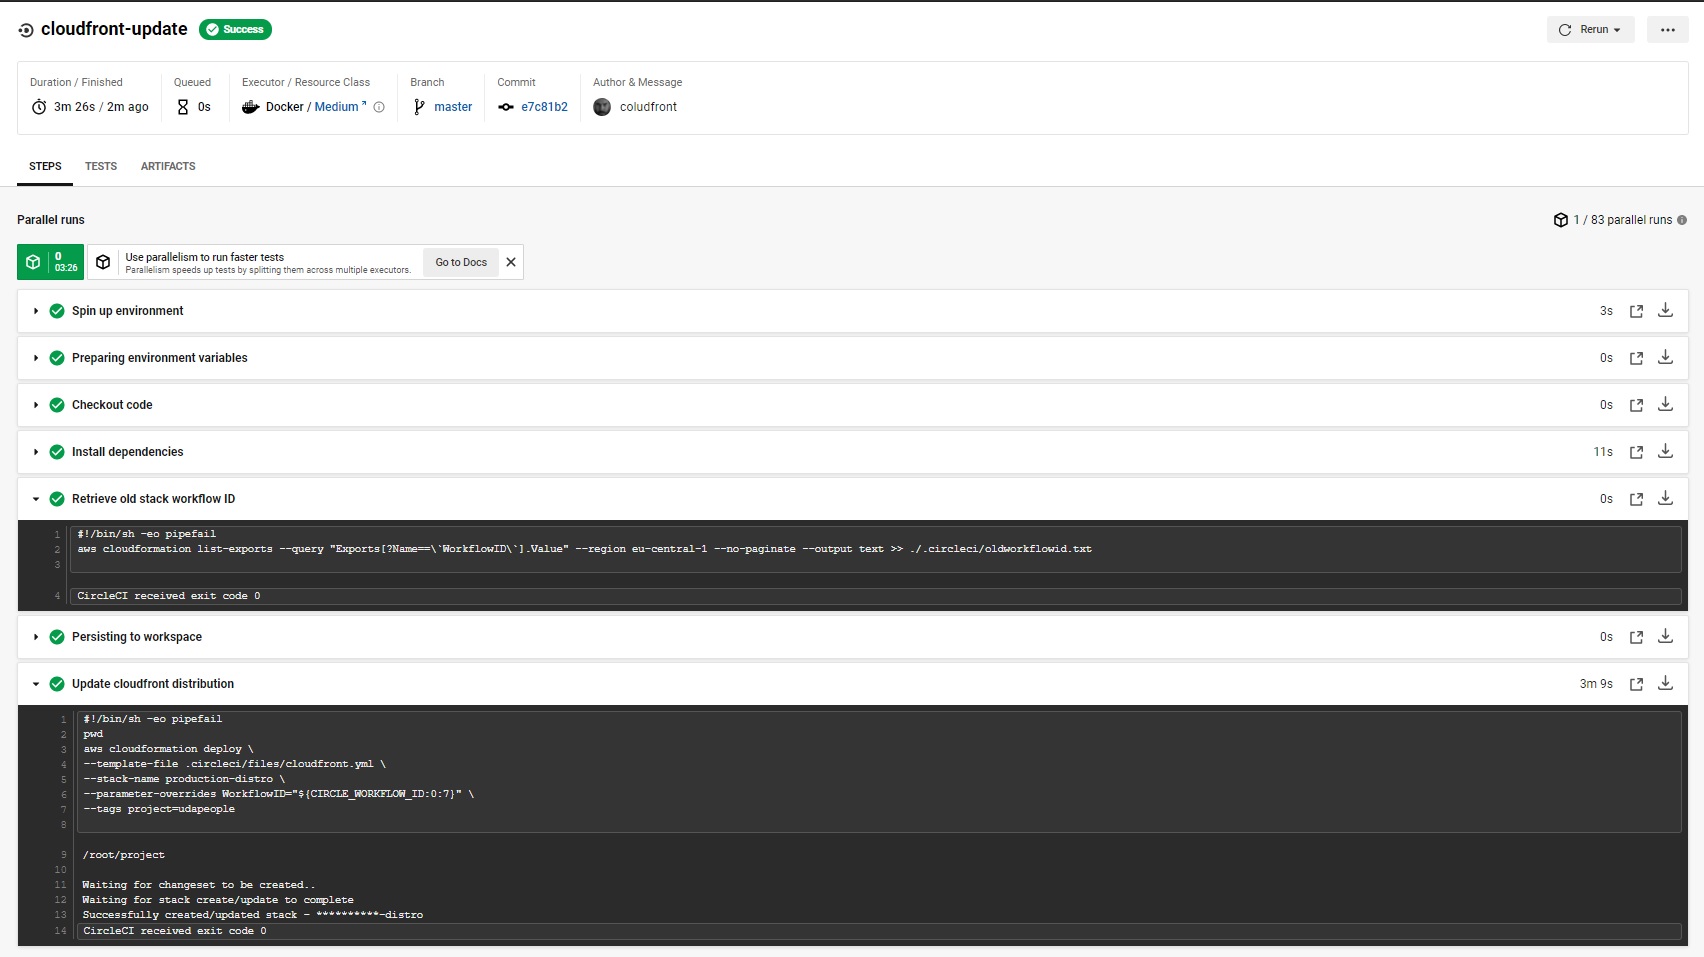 cloudfront-update Success Rerun
Duration / Finished Queued Executor / Resource Class Branch Commit Author & Message
3m 26s / 2m ago 0s Docker / Medium master e7c81b2 coludfront
STEPS TESTS ARTIFACTS
Parallel runs 1 / 83 parallel runs
0
03:26
Use parallelism to run faster tests
Parallelism speeds up tests by splitting them across multiple executors.
Go to Docs
Spin up environment 3s
Preparing environment variables 0s
Checkout code 0s
Install dependencies 11s
Retrieve old stack workflow ID 0s
1 #!/bin/sh -eo pipefail
2 aws cloudformation list-exports --query "Exports[?Name==\`WorkflowID\`].Value" --region eu-central-1 --no-paginate --output text >> ./.circleci/oldworkflowid.txt
3
4 CircleCI received exit code 0
Persisting to workspace 0s
Update cloudfront distribution 3m 9s
1 #!/bin/sh -eo pipefail
2 pwd
3 aws cloudformation deploy \
4 --template-file .circleci/files/cloudfront.yml \
5 --stack-name production-distro \
6 --parameter-overrides WorkflowID="${CIRCLE_WORKFLOW_ID:0:7}" \
7 --tags project=udapeople
8
9 /root/project
10
11 Waiting for changeset to be created..
12 Waiting for stack create/update to complete
13 Successfully created/updated stack - **********-distro
14 CircleCI received exit code 0